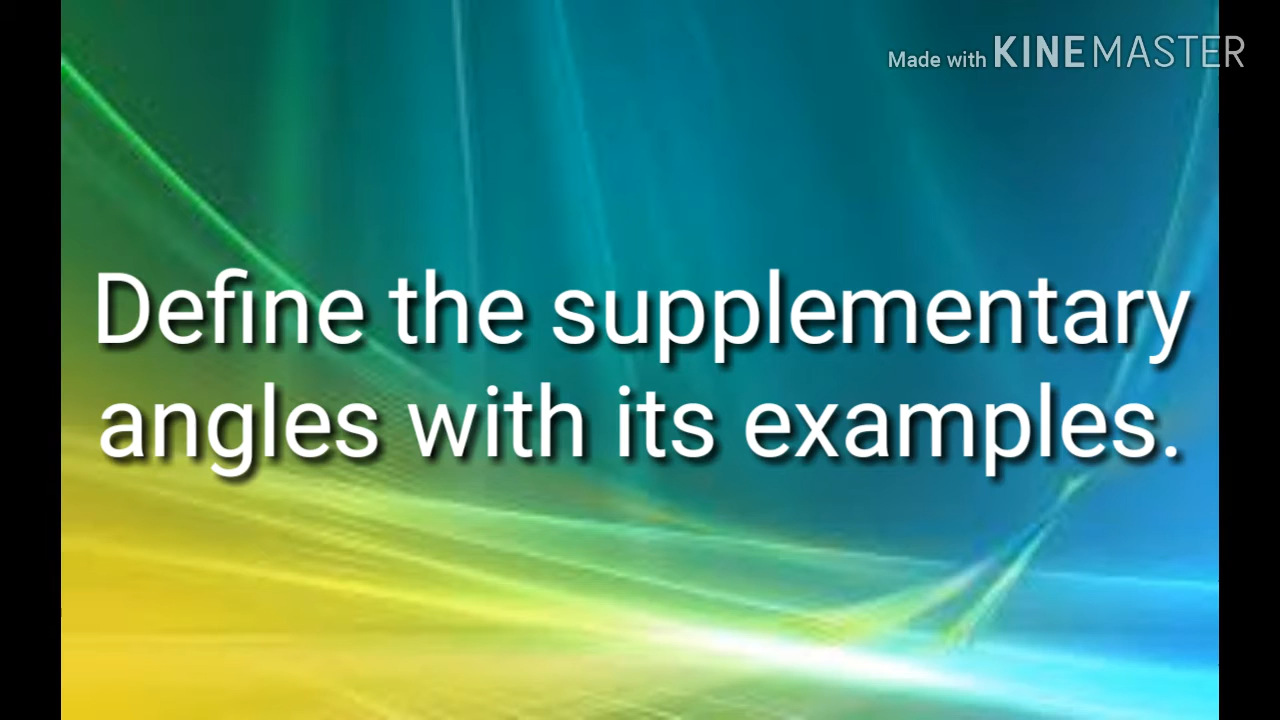 Made with KINEMASTER
Define the supplementary
angles with its examples.